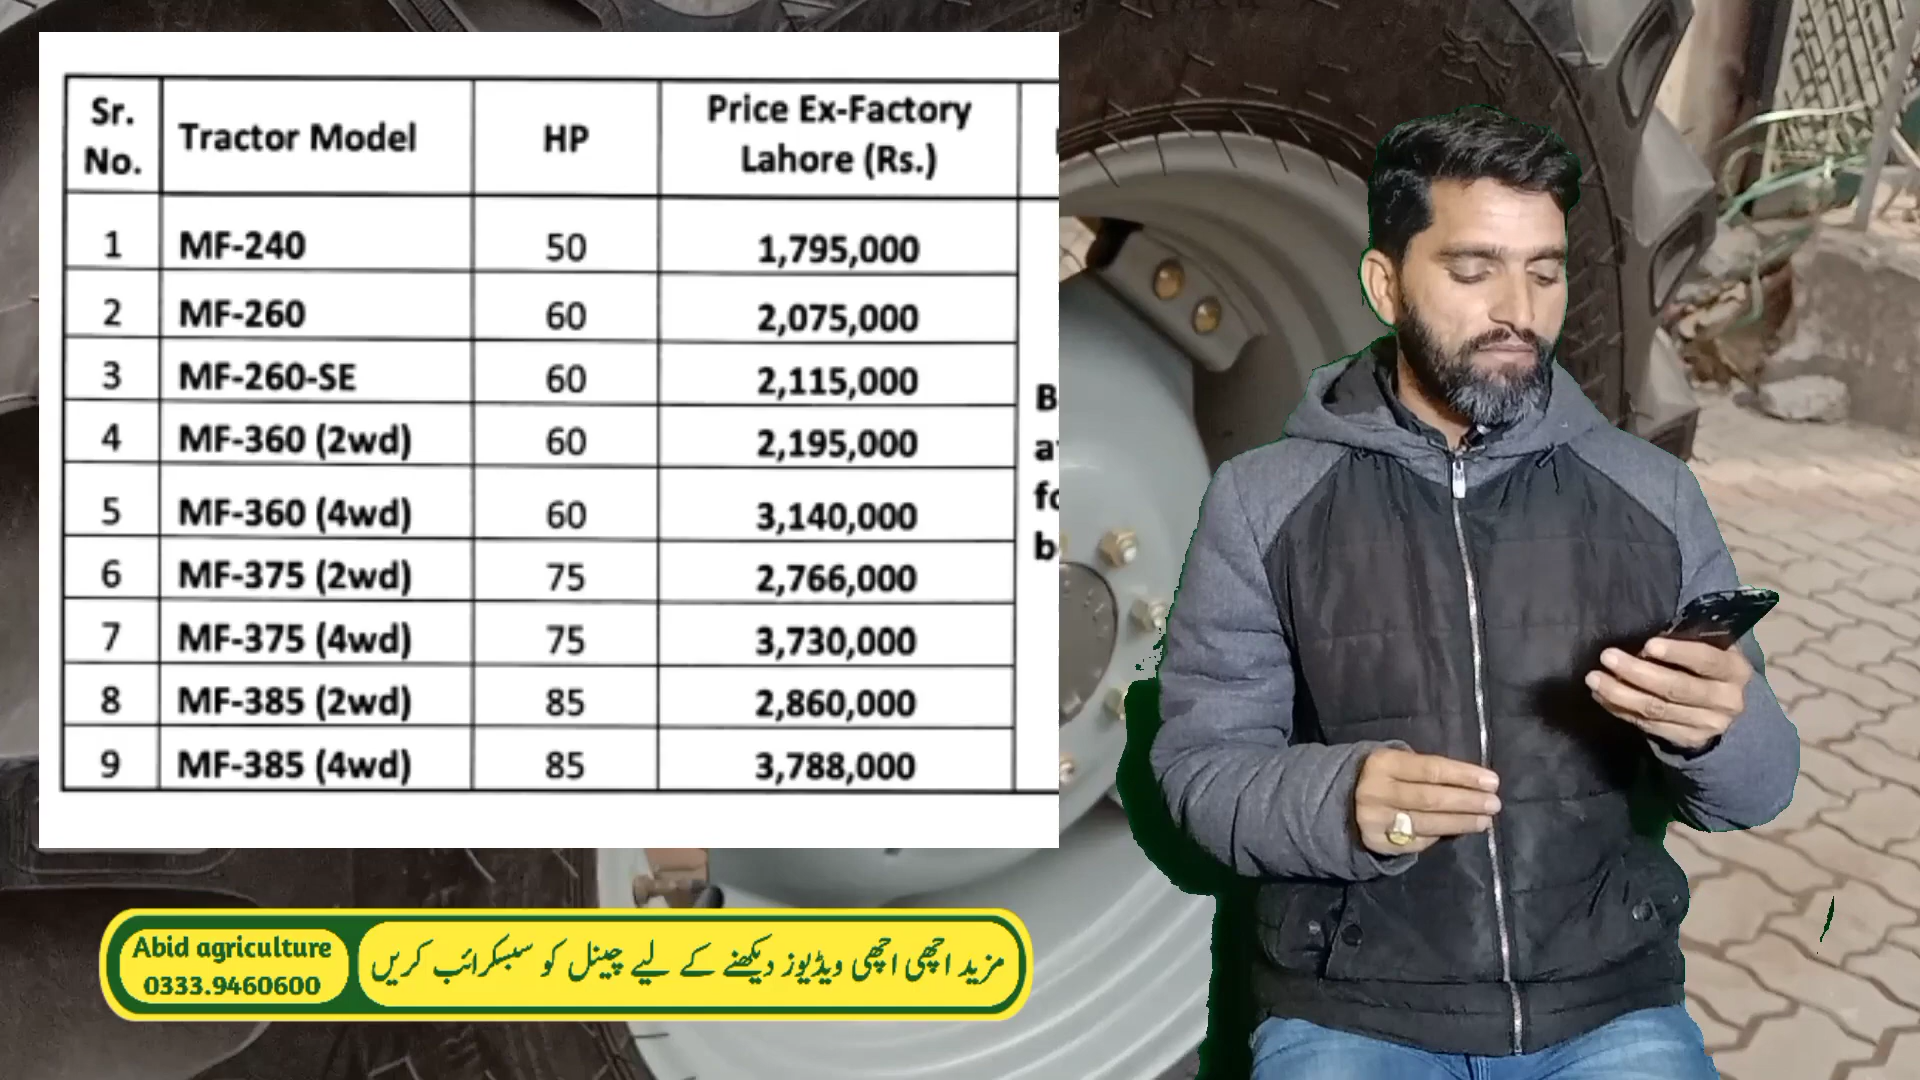 Sr. No. Tractor Model HP Price Ex-Factory Lahore (Rs.)
1 MF-240 50 1,795,000
2 MF-260 60 2,075,000
3 MF-260-SE 60 2,115,000
4 MF-360 (2wd) 60 2,195,000
5 MF-360 (4wd) 60 3,140,000
6 MF-375 (2wd) 75 2,766,000
7 MF-375 (4wd) 75 3,730,000
8 MF-385 (2wd) 85 2,860,000
9 MF-385 (4wd) 85 3,788,000
Abid agriculture
0333.9460600
مزید اچھی اچھی ویڈیوز دیکھنے کے لیے چینل کو سبسکرائب کریں